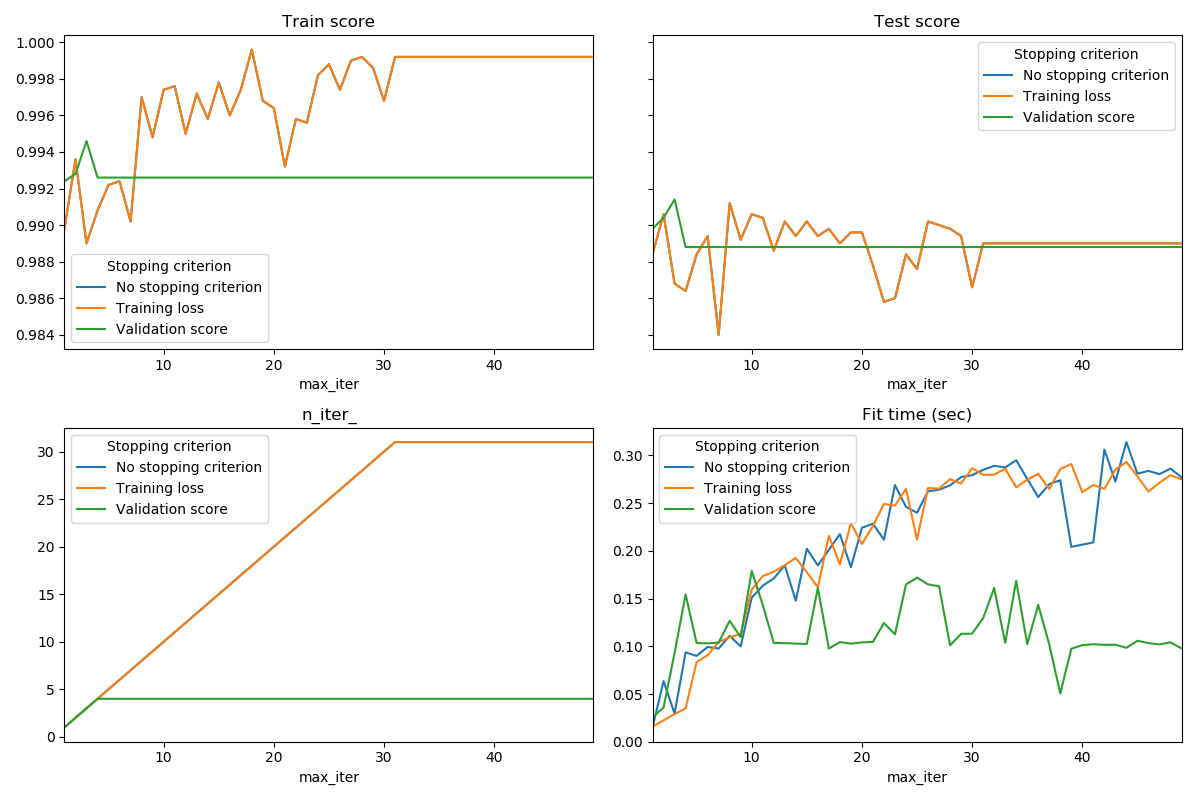 Train score
1.000
0.998
0.996
0.994
0.992
0.990
0.988
0.986
0.984
Stopping criterion
No stopping criterion
Training loss
Validation score
10 20 30 40
max_iter
Test score
Stopping criterion
No stopping criterion
Training loss
Validation score
10 20 30 40
max_iter
n_iter_
30
25
20
15
10
5
0
Stopping criterion
No stopping criterion
Training loss
Validation score
10 20 30 40
max_iter
Fit time (sec)
0.30
0.25
0.20
0.15
0.10
0.05
0.00
Stopping criterion
No stopping criterion
Training loss
Validation score
10 20 30 40
max_iter